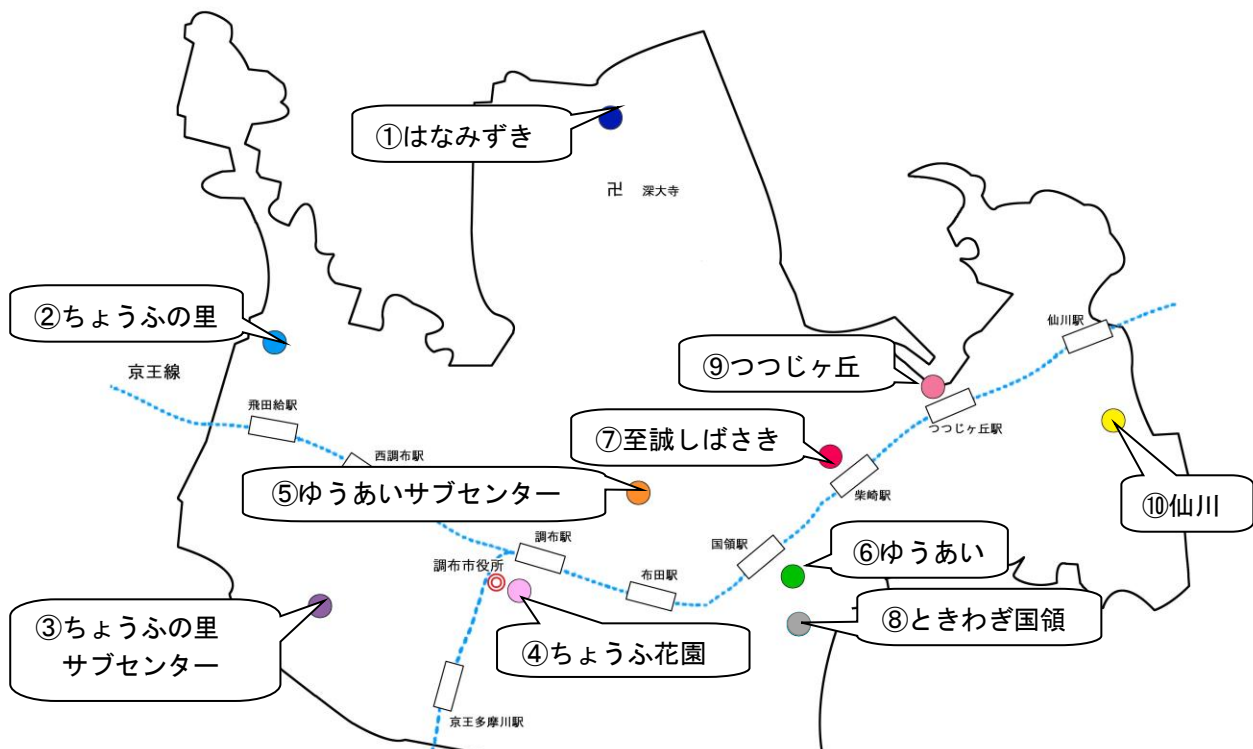 ①はなみずき
卍 深大寺
②ちょうふの里
仙川駅
京王線
⑨つつじヶ丘
飛田給駅
つつじヶ丘駅
⑦至誠しばさき
西調布駅
⑤ゆうあいサブセンター
柴崎駅
⑩仙川
調布駅
国領駅
⑥ゆうあい
調布市役所
布田駅
③ちょうふの里
サブセンター
⑧ときわぎ国領
④ちょうふ花園
京王多摩川駅